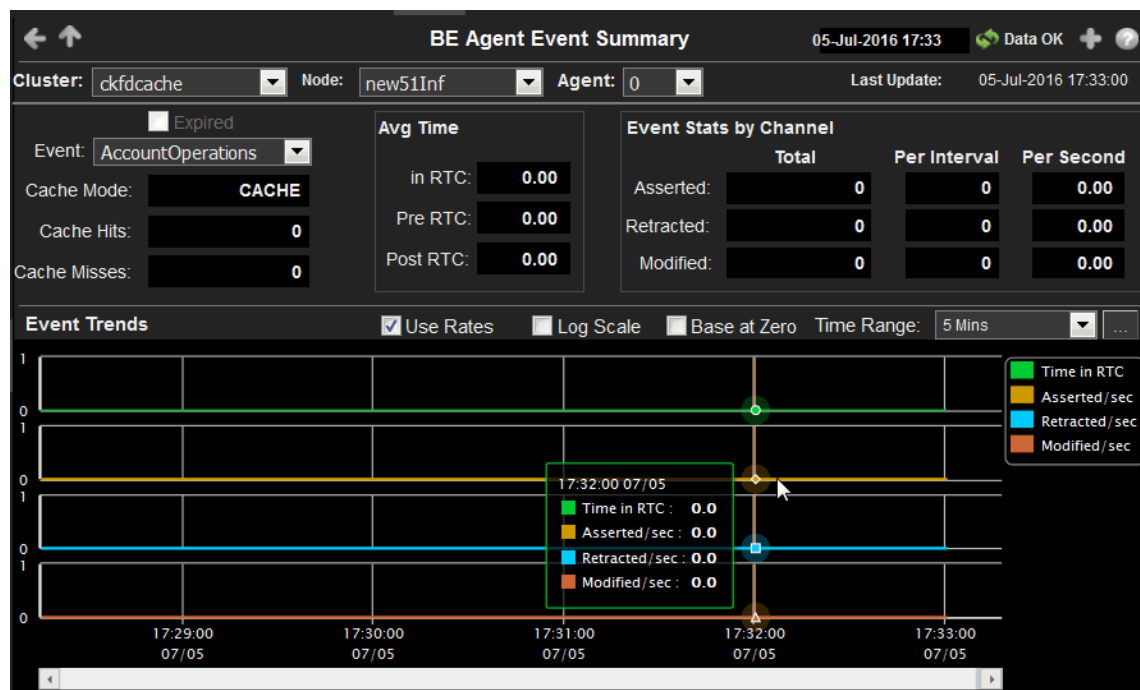 BE Agent Event Summary 05-Jul-2016 17:33 Data OK
Cluster: ckfdcache Node: new51Inf Agent: 0 Last Update: 05-Jul-2016 17:33:00
Expired
Event: AccountOperations
Cache Mode: CACHE
Cache Hits: 0
Cache Misses: 0
Avg Time
in RTC: 0.00
Pre RTC: 0.00
Post RTC: 0.00
Event Stats by Channel
Total Per Interval Per Second
Asserted: 0 0 0.00
Retracted: 0 0 0.00
Modified: 0 0 0.00
Event Trends Use Rates Log Scale Base at Zero Time Range: 5 Mins ...
1
0
1
0
1
0
1
0
17:32:00 07/05
Time in RTC : 0.0
Asserted/sec : 0.0
Retracted/sec : 0.0
Modified/sec : 0.0
Time in RTC
Asserted/sec
Retracted/sec
Modified/sec
17:29:00 17:30:00 17:31:00 17:32:00 17:33:00
07/05 07/05 07/05 07/05 07/05